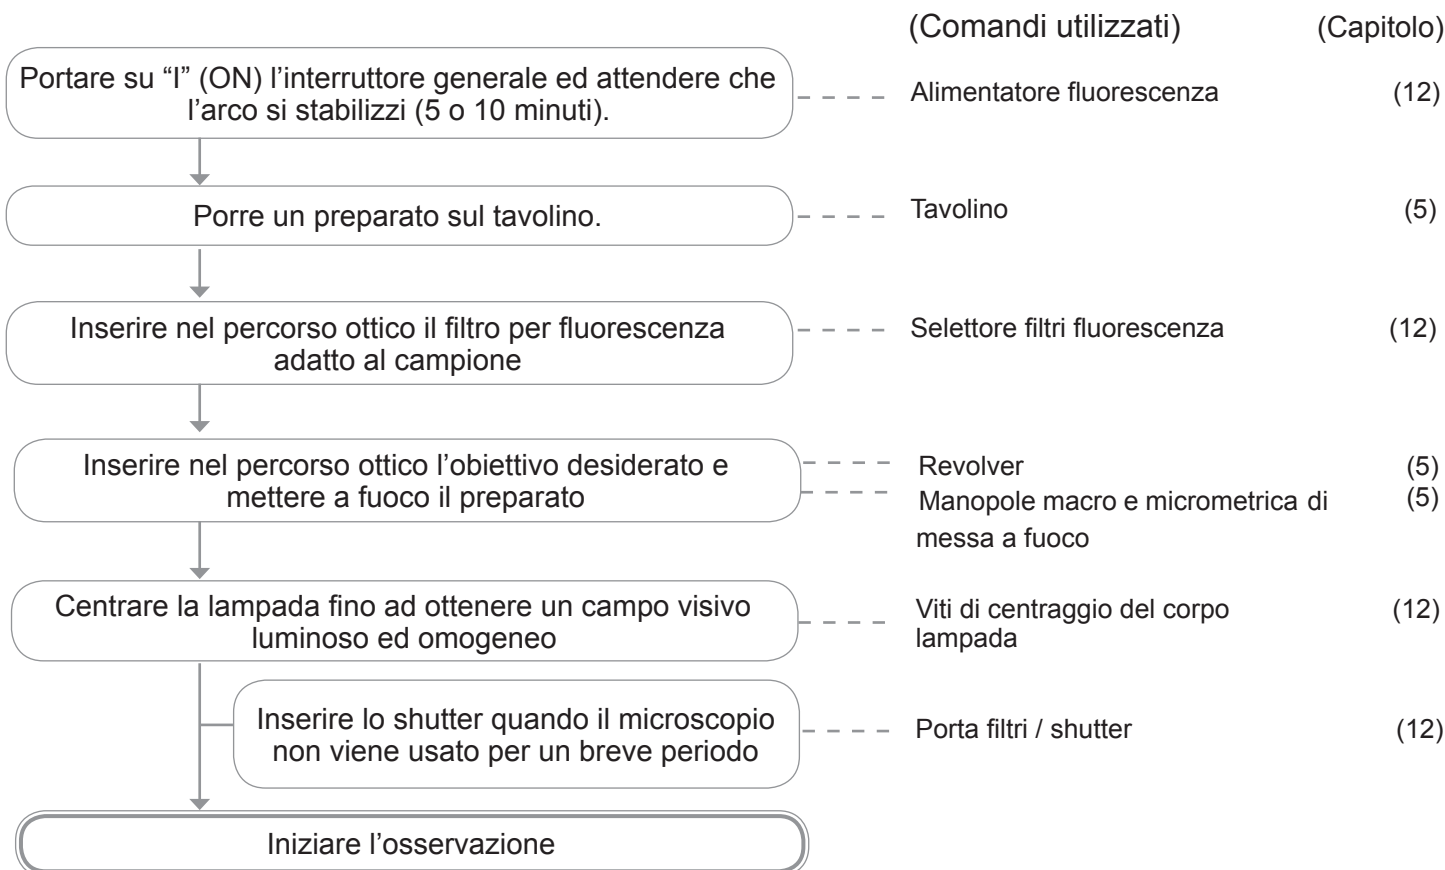 (Comandi utilizzati) (Capitolo)
Portare su “I” (ON) l’interruttore generale ed attendere che
l’arco si stabilizzi (5 o 10 minuti).
Alimentatore fluorescenza (12)
Porre un preparato sul tavolino.
Tavolino (5)
Inserire nel percorso ottico il filtro per fluorescenza
adatto al campione
Selettore filtri fluorescenza (12)
Inserire nel percorso ottico l’obiettivo desiderato e
mettere a fuoco il preparato
Revolver (5)
Manopole macro e micrometrica di (5)
messa a fuoco
Centrare la lampada fino ad ottenere un campo visivo
luminoso ed omogeneo
Viti di centraggio del corpo (12)
lampada
Inserire lo shutter quando il microscopio
non viene usato per un breve periodo
Porta filtri / shutter (12)
Iniziare l’osservazione